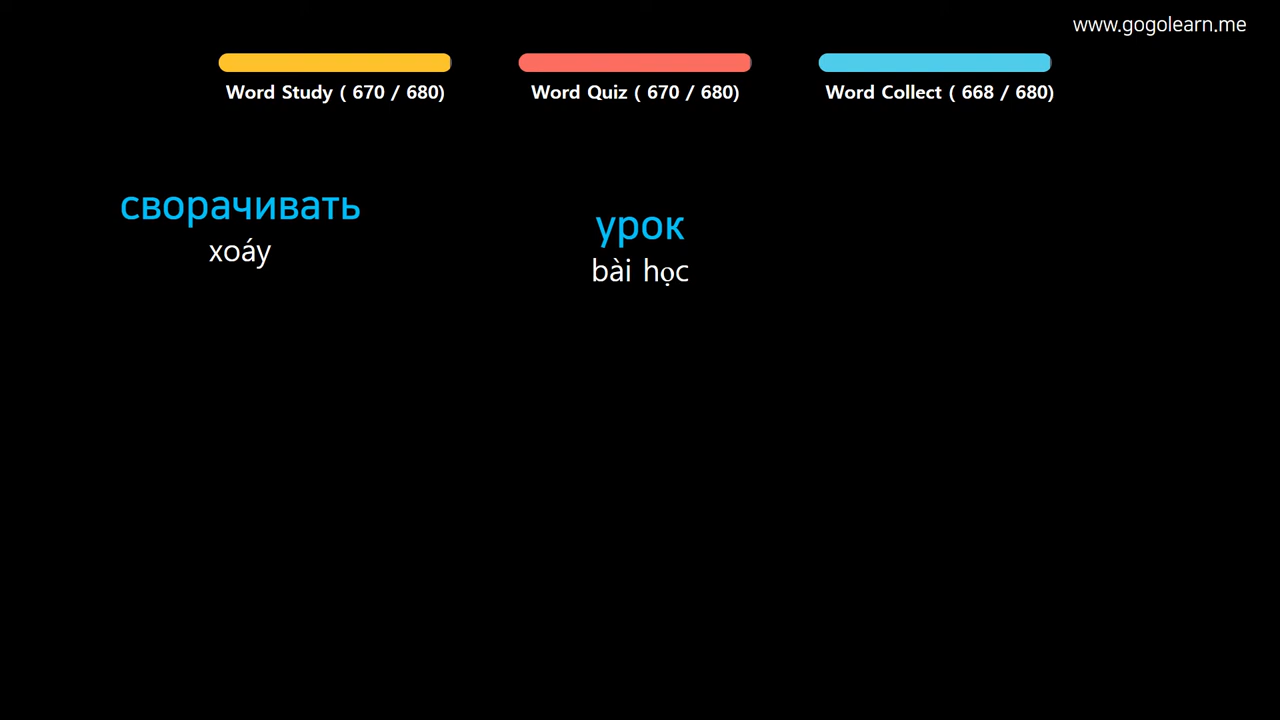 www.gogolearn.me
Word Study ( 670 / 680)
Word Quiz ( 670 / 680)
Word Collect ( 668 / 680)
сворачивать
xoáy
урок
bài học